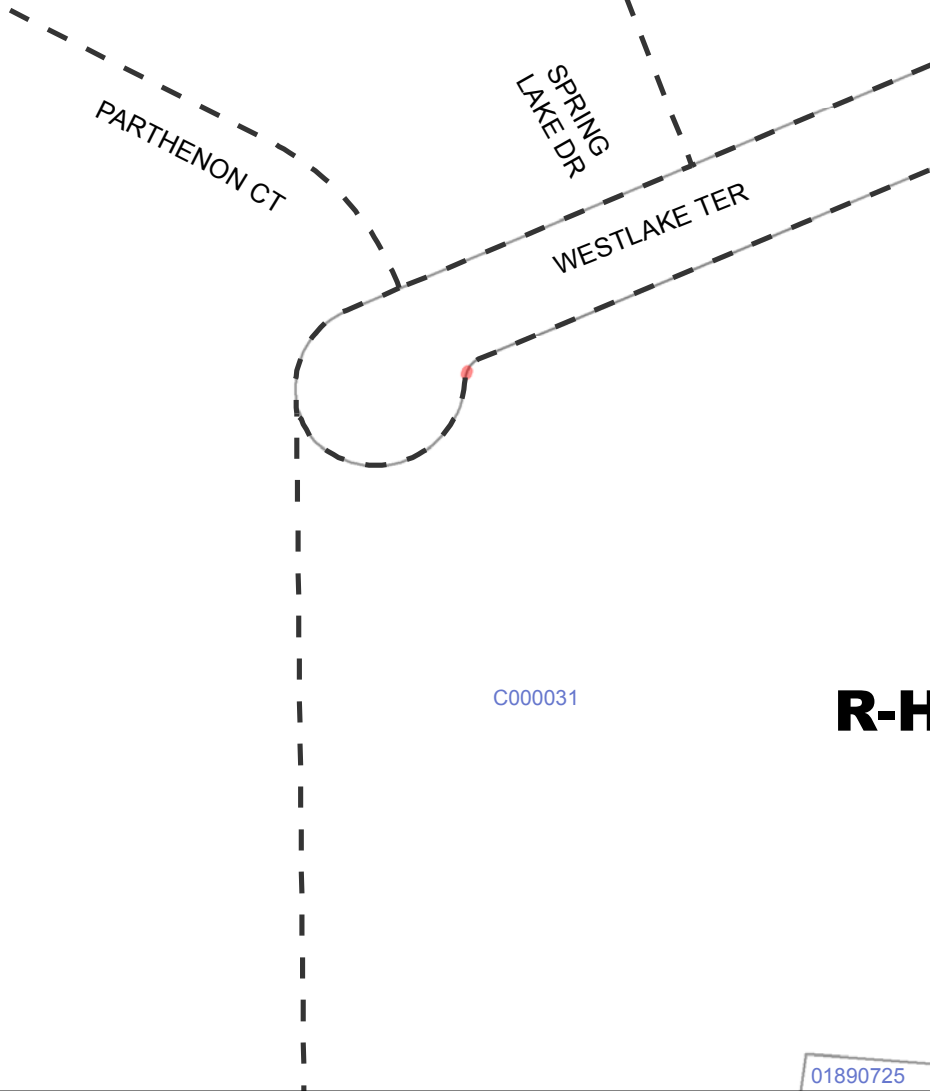 SPRING
LAKE DR
PARTHENON CT
WESTLAKE TER
C000031
R-H
01890725